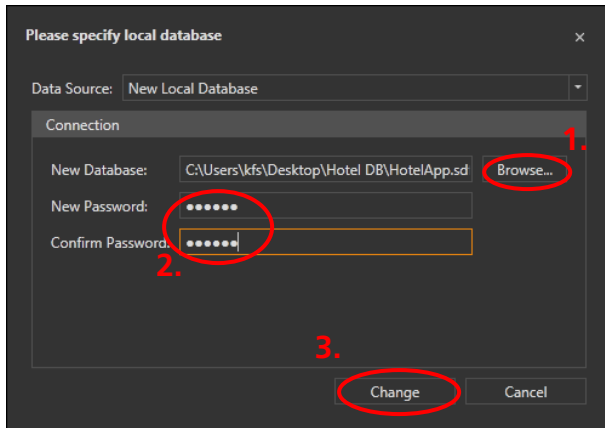 Please specify local database
Data Source: New Local Database
Connection
1.
New Database: C:\Users\kfs\Desktop\Hotel DB\HotelApp.sd Browse...
New Password: ●●●●●●
Confirm Password: ●●●●●●
2.
3.
Change Cancel